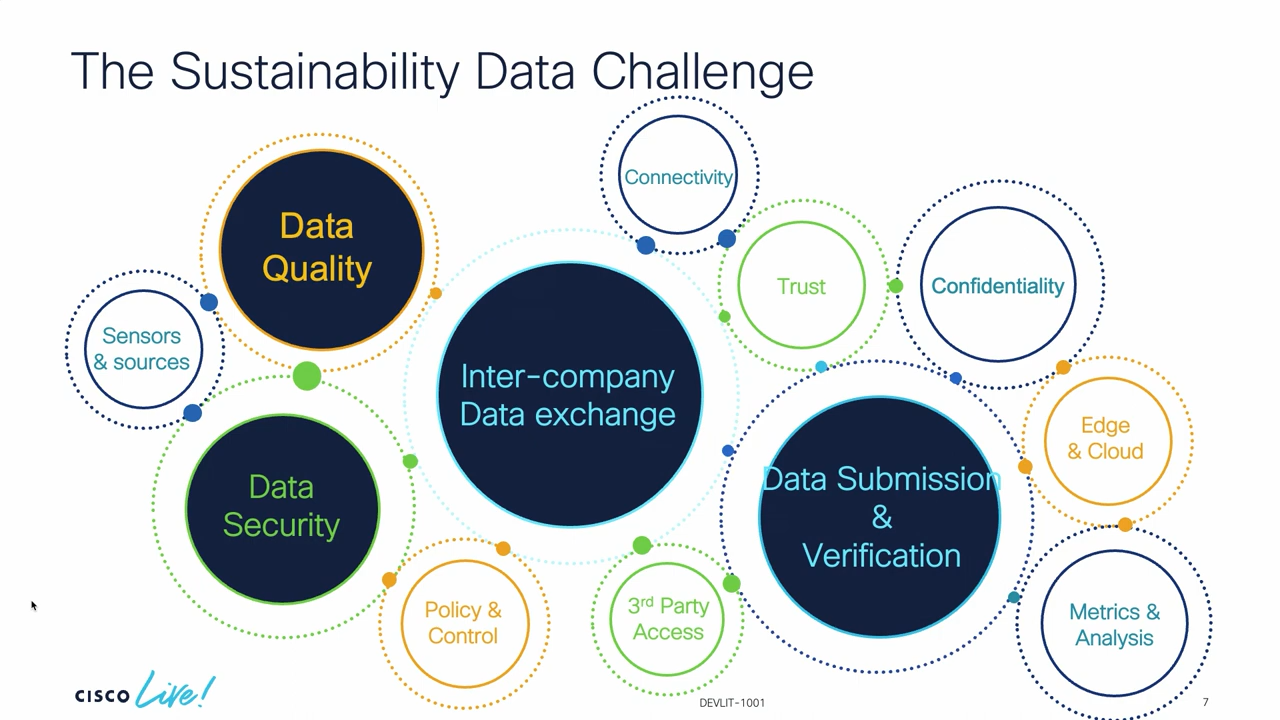 The Sustainability Data Challenge
Connectivity
Data
Quality
Trust
Confidentiality
Sensors
& sources
Inter-company
Data exchange
Edge
& Cloud
Data
Security
Data Submission
&
Verification
Policy &
Control
3rd Party
Access
Metrics &
Analysis
CISCO Live!
DEVLIT-1001
7